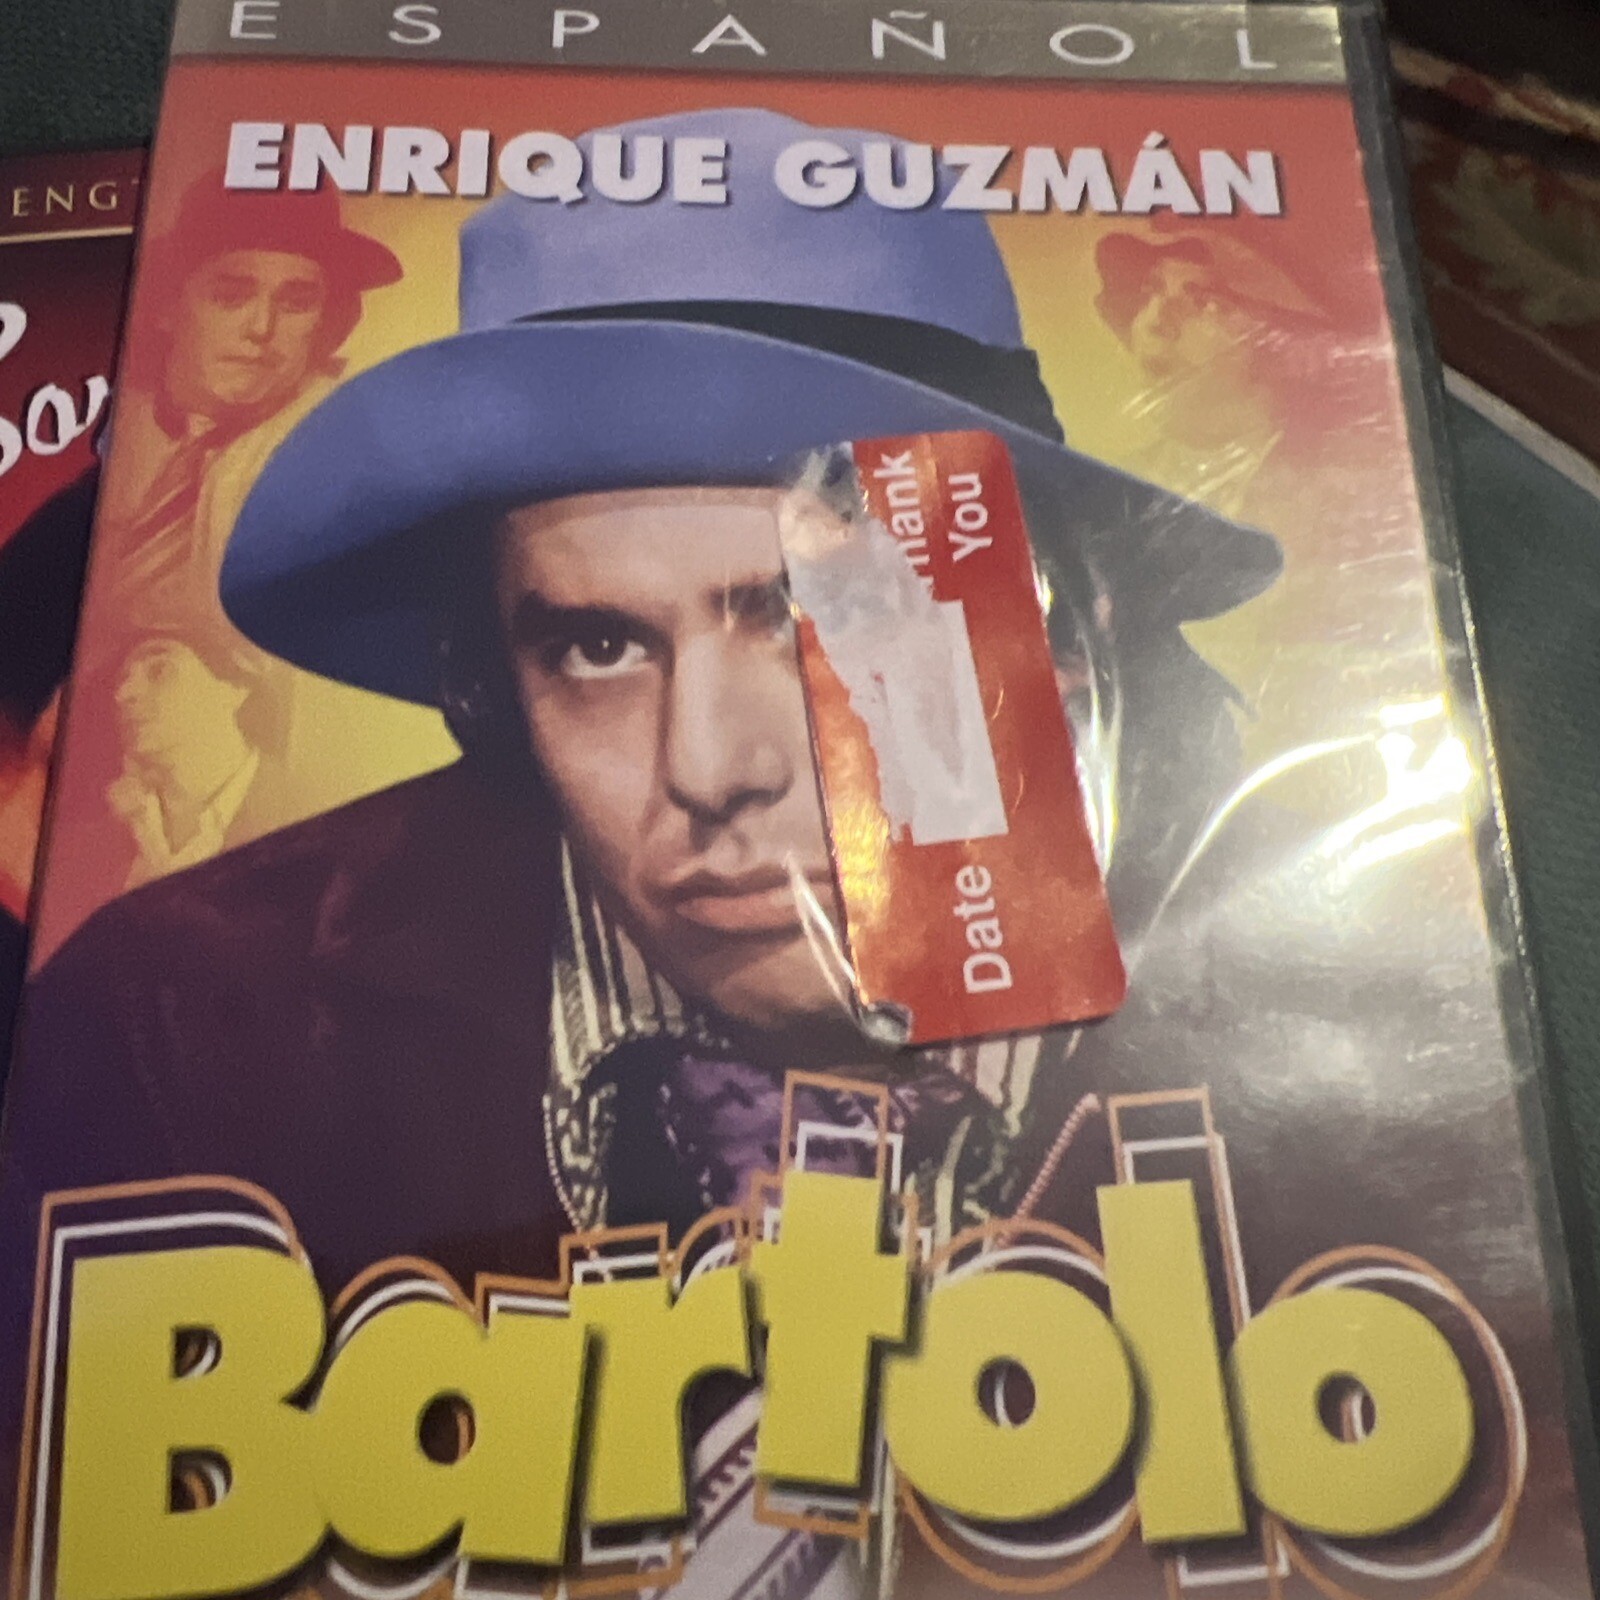 ESPAÑOL
ENRIQUE GUZMÁN
You
Date
Bartolo